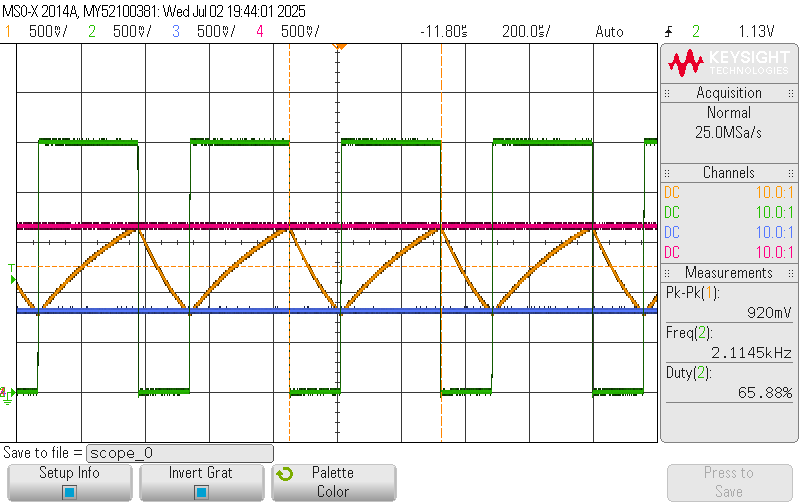 MSO-X 2014A, MY52100381: Wed Jul 02 19:44:01 2025
1 500mV/ 2 500mV/ 3 500mV/ 4 500mV/ -11.80s 200.0s/ Auto 2 1.13V
KEYSIGHT
TECHNOLOGIES
Acquisition
Normal
25.0MSa/s
Channels
DC 10.0:1
DC 10.0:1
DC 10.0:1
DC 10.0:1
Measurements
Pk-Pk(1):
920mV
Freq(2):
2.1145kHz
Duty(2):
65.88%
T
Save to file = scope_0
Setup Info
Invert Grat
Palette
Color
Press to
Save